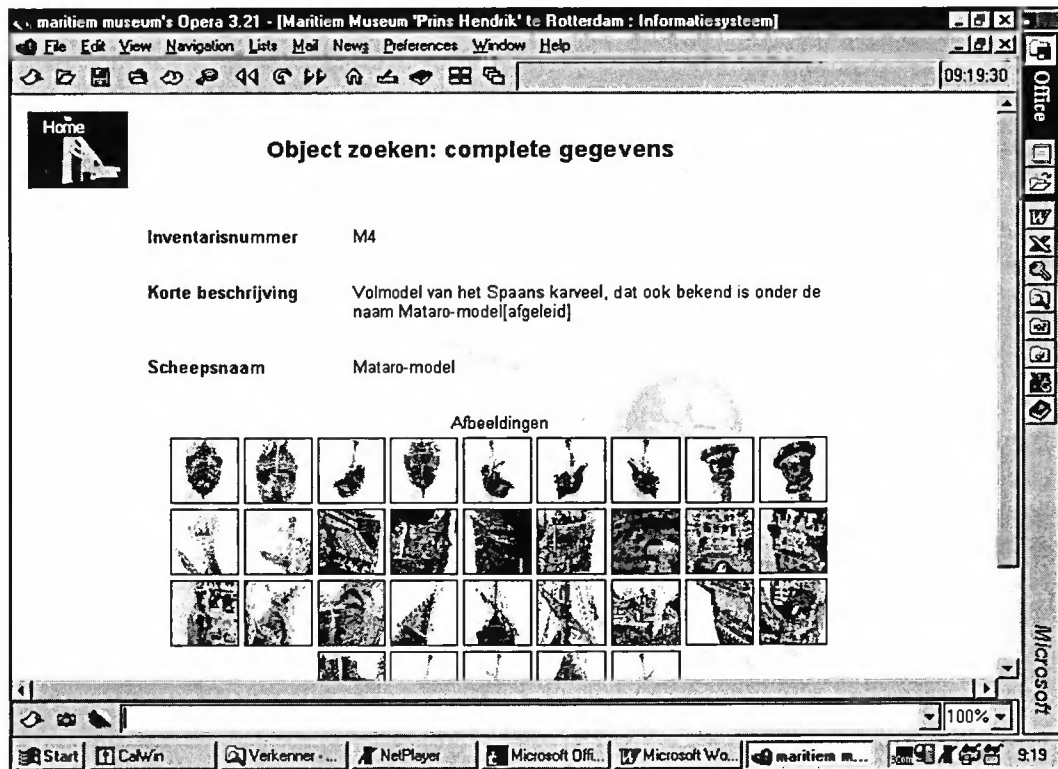 maritiem museum's Opera 3.21 - [Maritiem Museum 'Prins Hendrik' te Rotterdam : Informatiesysteem]
File Edit View Navigation Lists Mail News Preferences Window Help
09:19:30
Office
Home
Object zoeken: complete gegevens
Inventarisnummer M4
Korte beschrijving Volmodel van het Spaans karveel, dat ook bekend is onder de
naam Mataro-model[afgeleid]
Scheepsnaam Mataro-model
Afbeeldingen
Microsoft
100%
Start CalWin Verkenner - ... NetPlayer Microsoft Offi... Microsoft Wo... maritiem m... 9:19